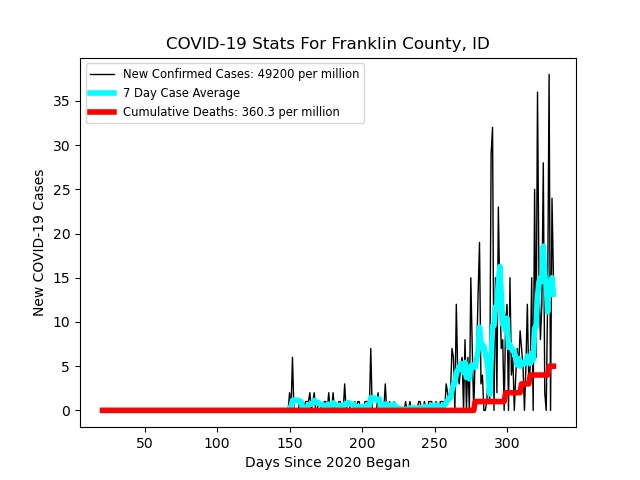 COVID-19 Stats For Franklin County, ID
New Confirmed Cases: 49200 per million
7 Day Case Average
Cumulative Deaths: 360.3 per million
New COVID-19 Cases
35
30
25
20
15
10
5
0
50 100 150 200 250 300
Days Since 2020 Began